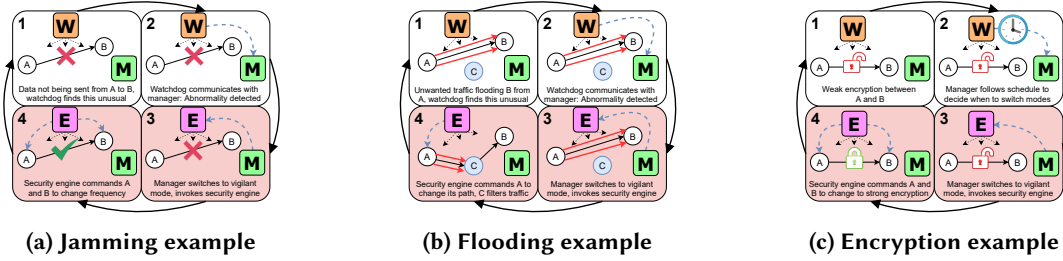 1
W
A
B
Data not being sent from A to B,
watchdog finds this unusual
2
W
A
B
M
Watchdog communicates with
manager: Abnormality detected
4
E
A
B
M
Security engine commands A
and B to change frequency
3
E
A
B
M
Manager switches to vigilant
mode, invokes security engine
(a) Jamming example
1
W
A
B
C
Unwanted traffic flooding B from
A, watchdog finds this unusual
2
W
A
B
C
M
Watchdog communicates with
manager: Abnormality detected
4
E
A
B
C
Security engine commands A to
change its path, C filters traffic
3
E
A
B
C
M
Manager switches to vigilant
mode, invokes security engine
(b) Flooding example
1
W
A
B
Weak encryption between
A and B
2
W
A
B
M
Manager follows schedule to
decide when to switch modes
4
E
A
B
M
Security engine commands A and
B to change to strong encryption
3
E
A
B
M
Manager switches to vigilant
mode, invokes security engine
(c) Encryption example